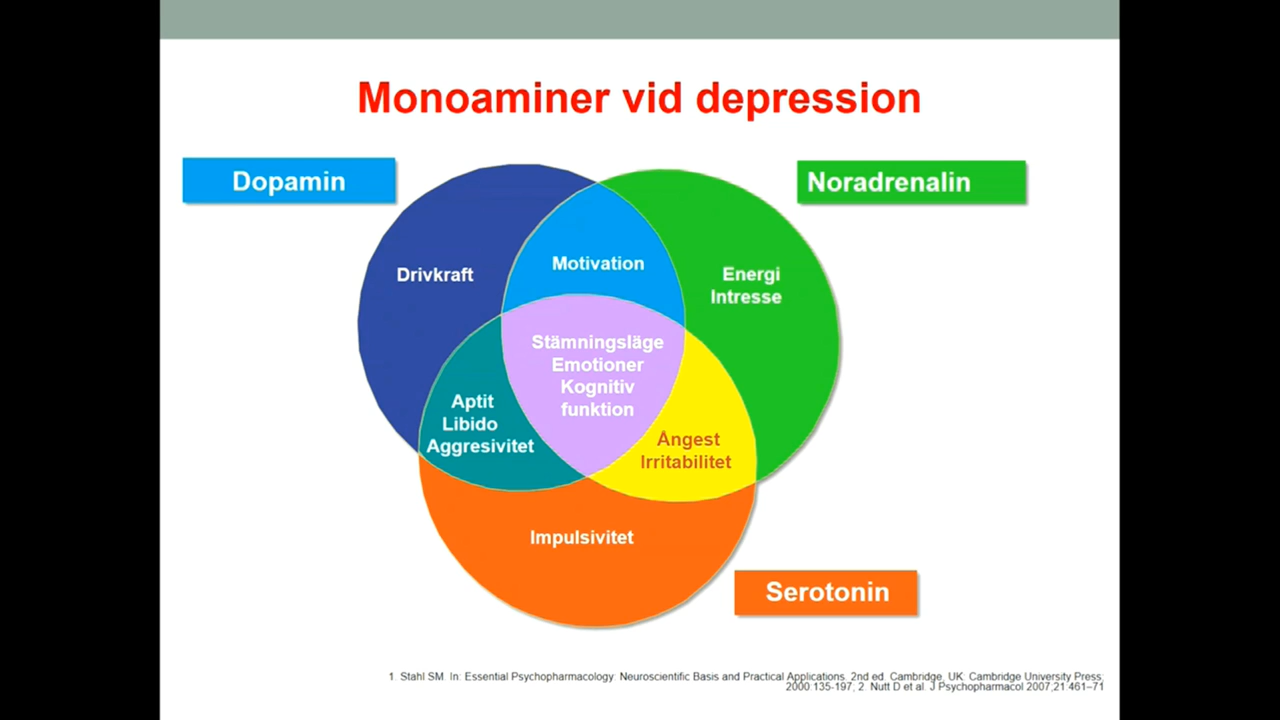 Monoaminer vid depression
Dopamin
Noradrenalin
Drivkraft
Motivation
Energi
Intresse
Stämningsläge
Emotioner
Kognitiv
funktion
Aptit
Libido
Aggresivitet
Ångest
Irritabilitet
Impulsivitet
Serotonin
1. Stahl SM. In: Essential Psychopharmacology: Neuroscientific Basis and Practical Applications. 2nd ed. Cambridge, UK: Cambridge University Press;
2000:135-197; 2. Nutt D et al. J Psychopharmacol 2007;21:461–71